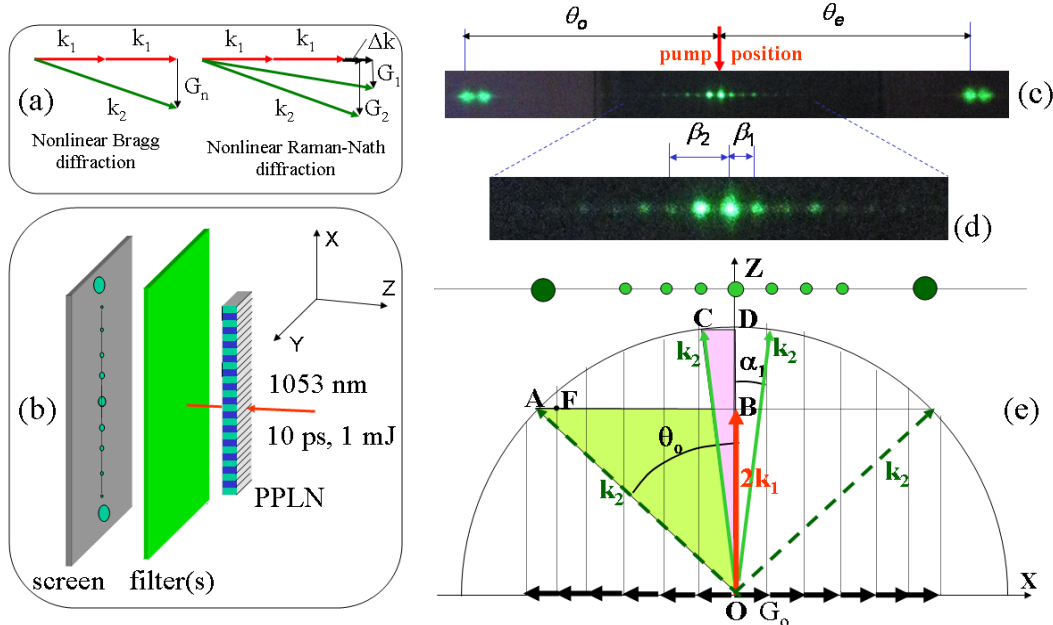 k1 k1 k1 k1 Δk
(a) Gn G1
k2 k2 G2
Nonlinear Bragg
diffraction
Nonlinear Raman-Nath
diffraction
θo θe
pump position
(c)
β2 β1
(d)
X
Z
Y
(b)
1053 nm
10 ps, 1 mJ
PPLN
screen filter(s)
Z
C D
k2 k2
α1
A F B (e)
θo
k2 2k1 k2
X
O Go